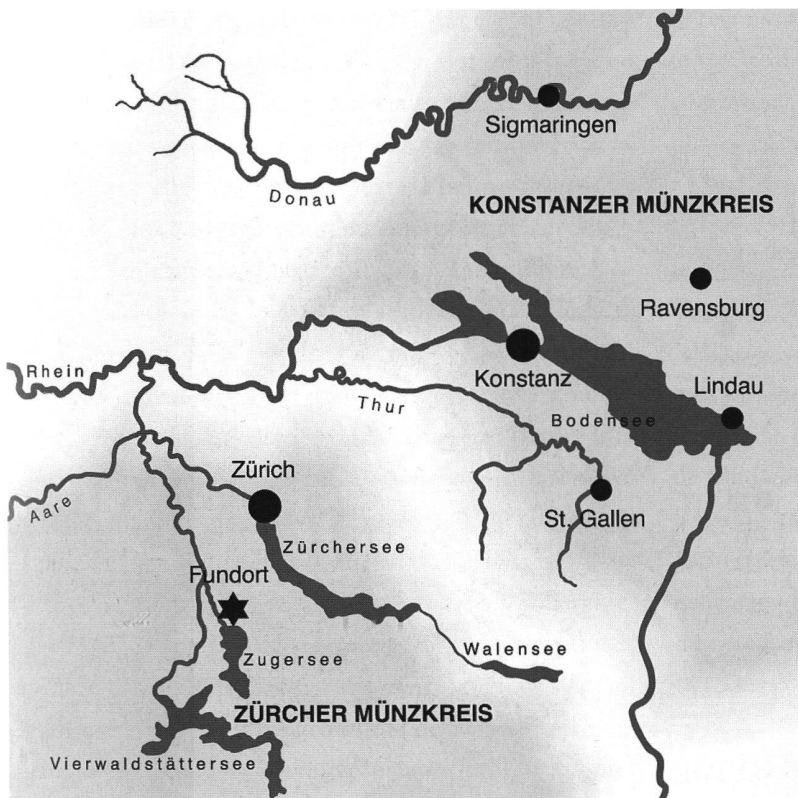 Sigmaringen
Donau
KONSTANZER MÜNZKREIS
Ravensburg
Rhein
Konstanz
Lindau
Thur
Bodensee
Zürich
Aare
St. Gallen
Zürchersee
Fundort
Walensee
Zugersee
ZÜRCHER MÜNZKREIS
Vierwaldstättersee